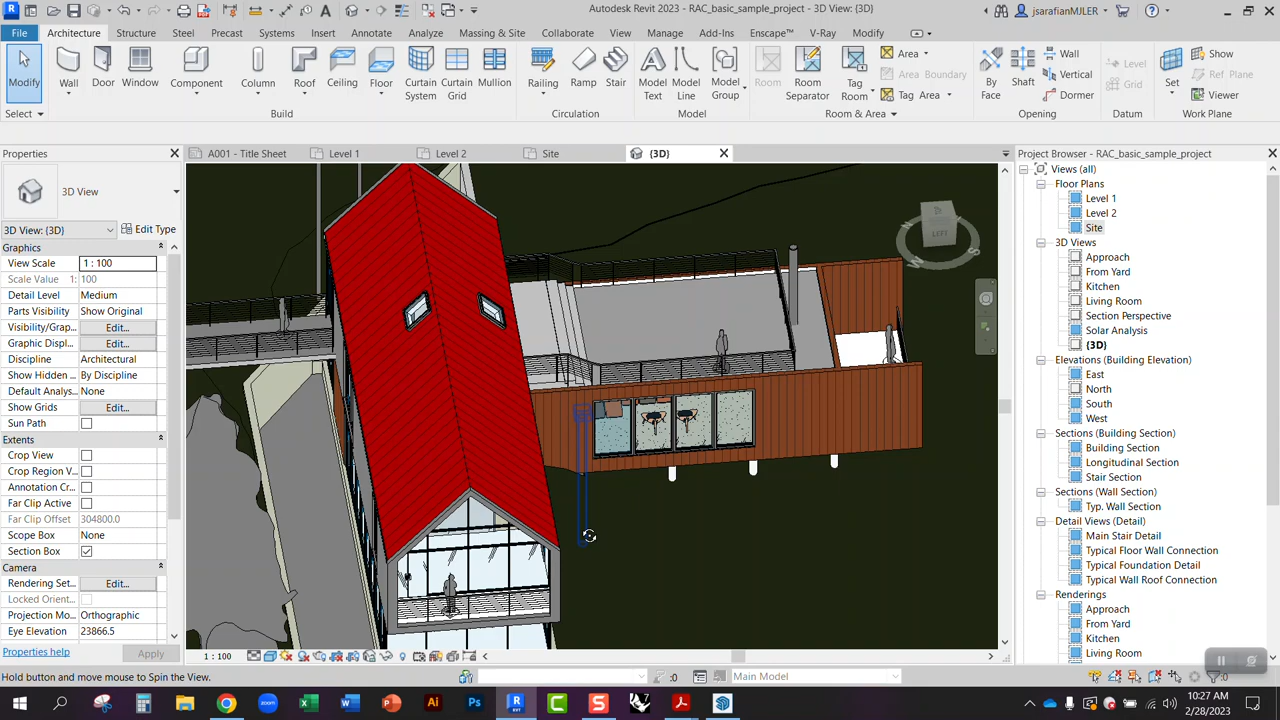 Autodesk Revit 2023 - RAC_basic_sample_project - 3D View: {3D}
jsarafianMJLER
File
Architecture
Structure
Steel
Precast
Systems
Insert
Annotate
Analyze
Massing & Site
Collaborate
View
Manage
Add-Ins
Enscape™
V-Ray
Modify
Modify
Wall
Door
Window
Component
Column
Roof
Ceiling
Floor
Curtain
System
Curtain
Grid
Mullion
Railing
Ramp
Stair
Model
Text
Model
Line
Model
Group
Room
Room
Separator
Tag
Room
Area
Area Boundary
Tag Area
By
Face
Shaft
Wall
Vertical
Dormer
Level
Grid
Set
Show
Ref Plane
Viewer
Select
Build
Circulation
Model
Room & Area
Opening
Datum
Work Plane
Properties
A001 - Title Sheet
Level 1
Level 2
Site
{3D}
Project Browser - RAC_basic_sample_project
3D View
3D View: {3D}
Edit Type
Graphics
View Scale
1 : 100
Scale Value 1:
100
Detail Level
Medium
Parts Visibility
Show Original
Visibility/Grap...
Edit...
Graphic Displ...
Edit...
Discipline
Architectural
Show Hidden ...
By Discipline
Default Analys...
None
Show Grids
Edit...
Sun Path
Extents
Crop View
Crop Region V...
Annotation Cr...
Far Clip Active
Far Clip Offset
304800.0
Scope Box
None
Section Box
Camera
Rendering Set...
Edit...
Locked Orient...
Projection Mo...
Orthographic
Eye Elevation
23866.5
Properties help
Apply
LEFT
N
W
S
Views (all)
Floor Plans
Level 1
Level 2
Site
3D Views
Approach
From Yard
Kitchen
Living Room
Section Perspective
Solar Analysis
{3D}
Elevations (Building Elevation)
East
North
South
West
Sections (Building Section)
Building Section
Longitudinal Section
Stair Section
Sections (Wall Section)
Typ. Wall Section
Detail Views (Detail)
Main Stair Detail
Typical Floor Wall Connection
Typical Foundation Detail
Typical Wall Roof Connection
Renderings
Approach
From Yard
Kitchen
Living Room
1 : 100
Hold button and move mouse to Spin the View.
:0
Main Model
:0
10:27 AM
2/28/2023